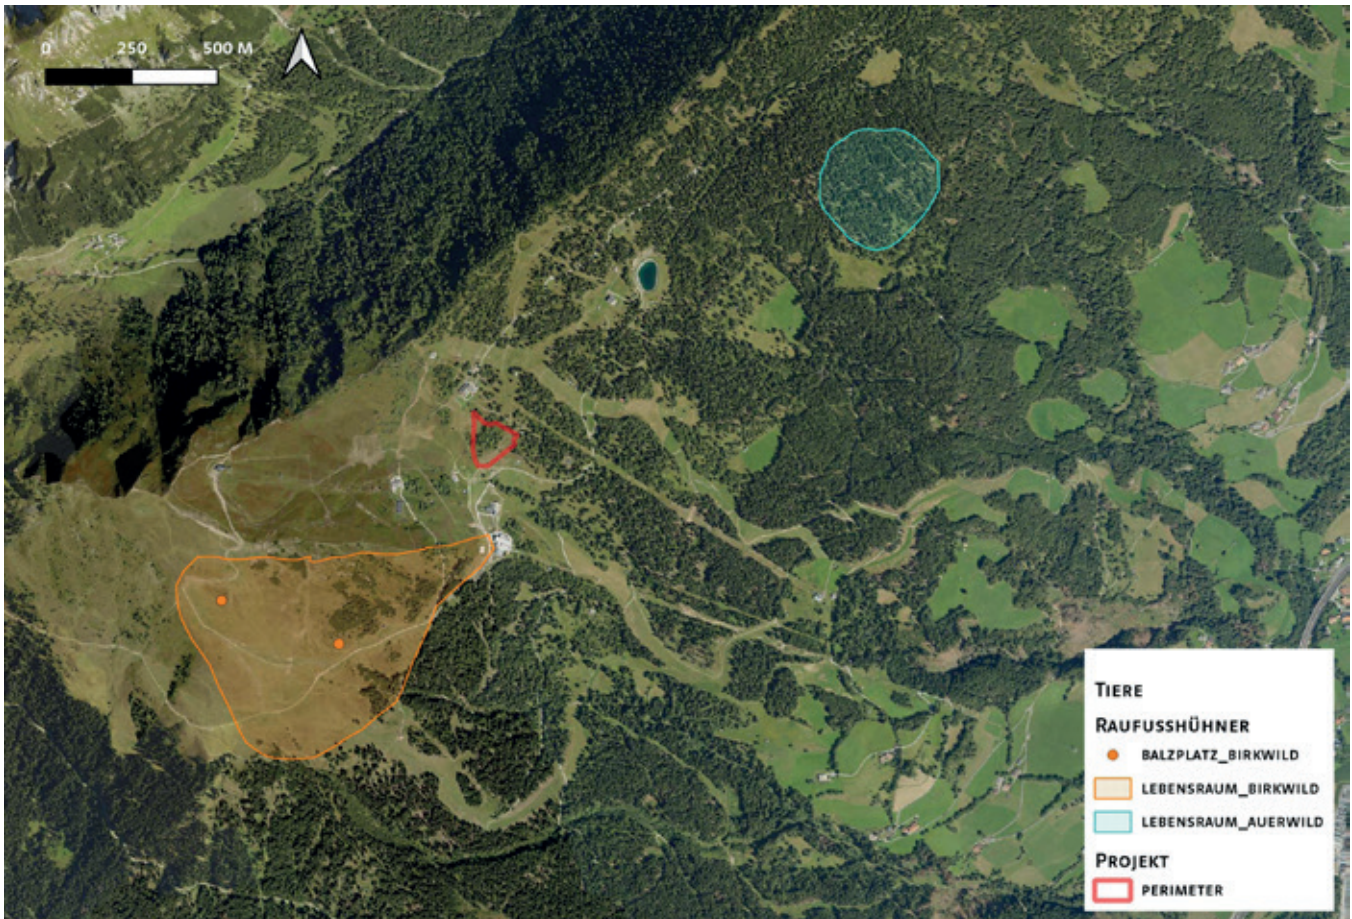 0 250 500 M
TIERE
RAUFUSSHÜHNER
BALZPLATZ_BIRKWILD
LEBENSRAUM_BIRKWILD
LEBENSRAUM_AUERWILD
PROJEKT
PERIMETER